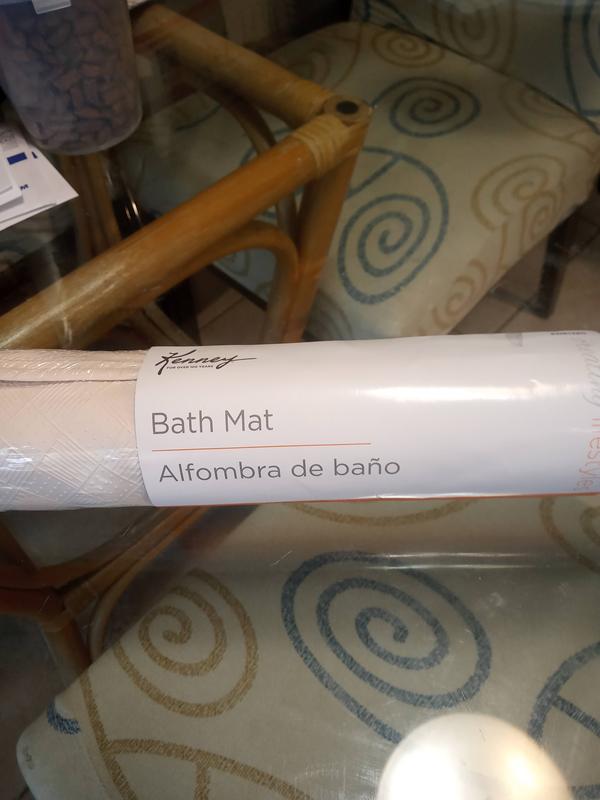 Kenney
FOR OVER 100 YEARS
Bath Mat
Alfombra de baño